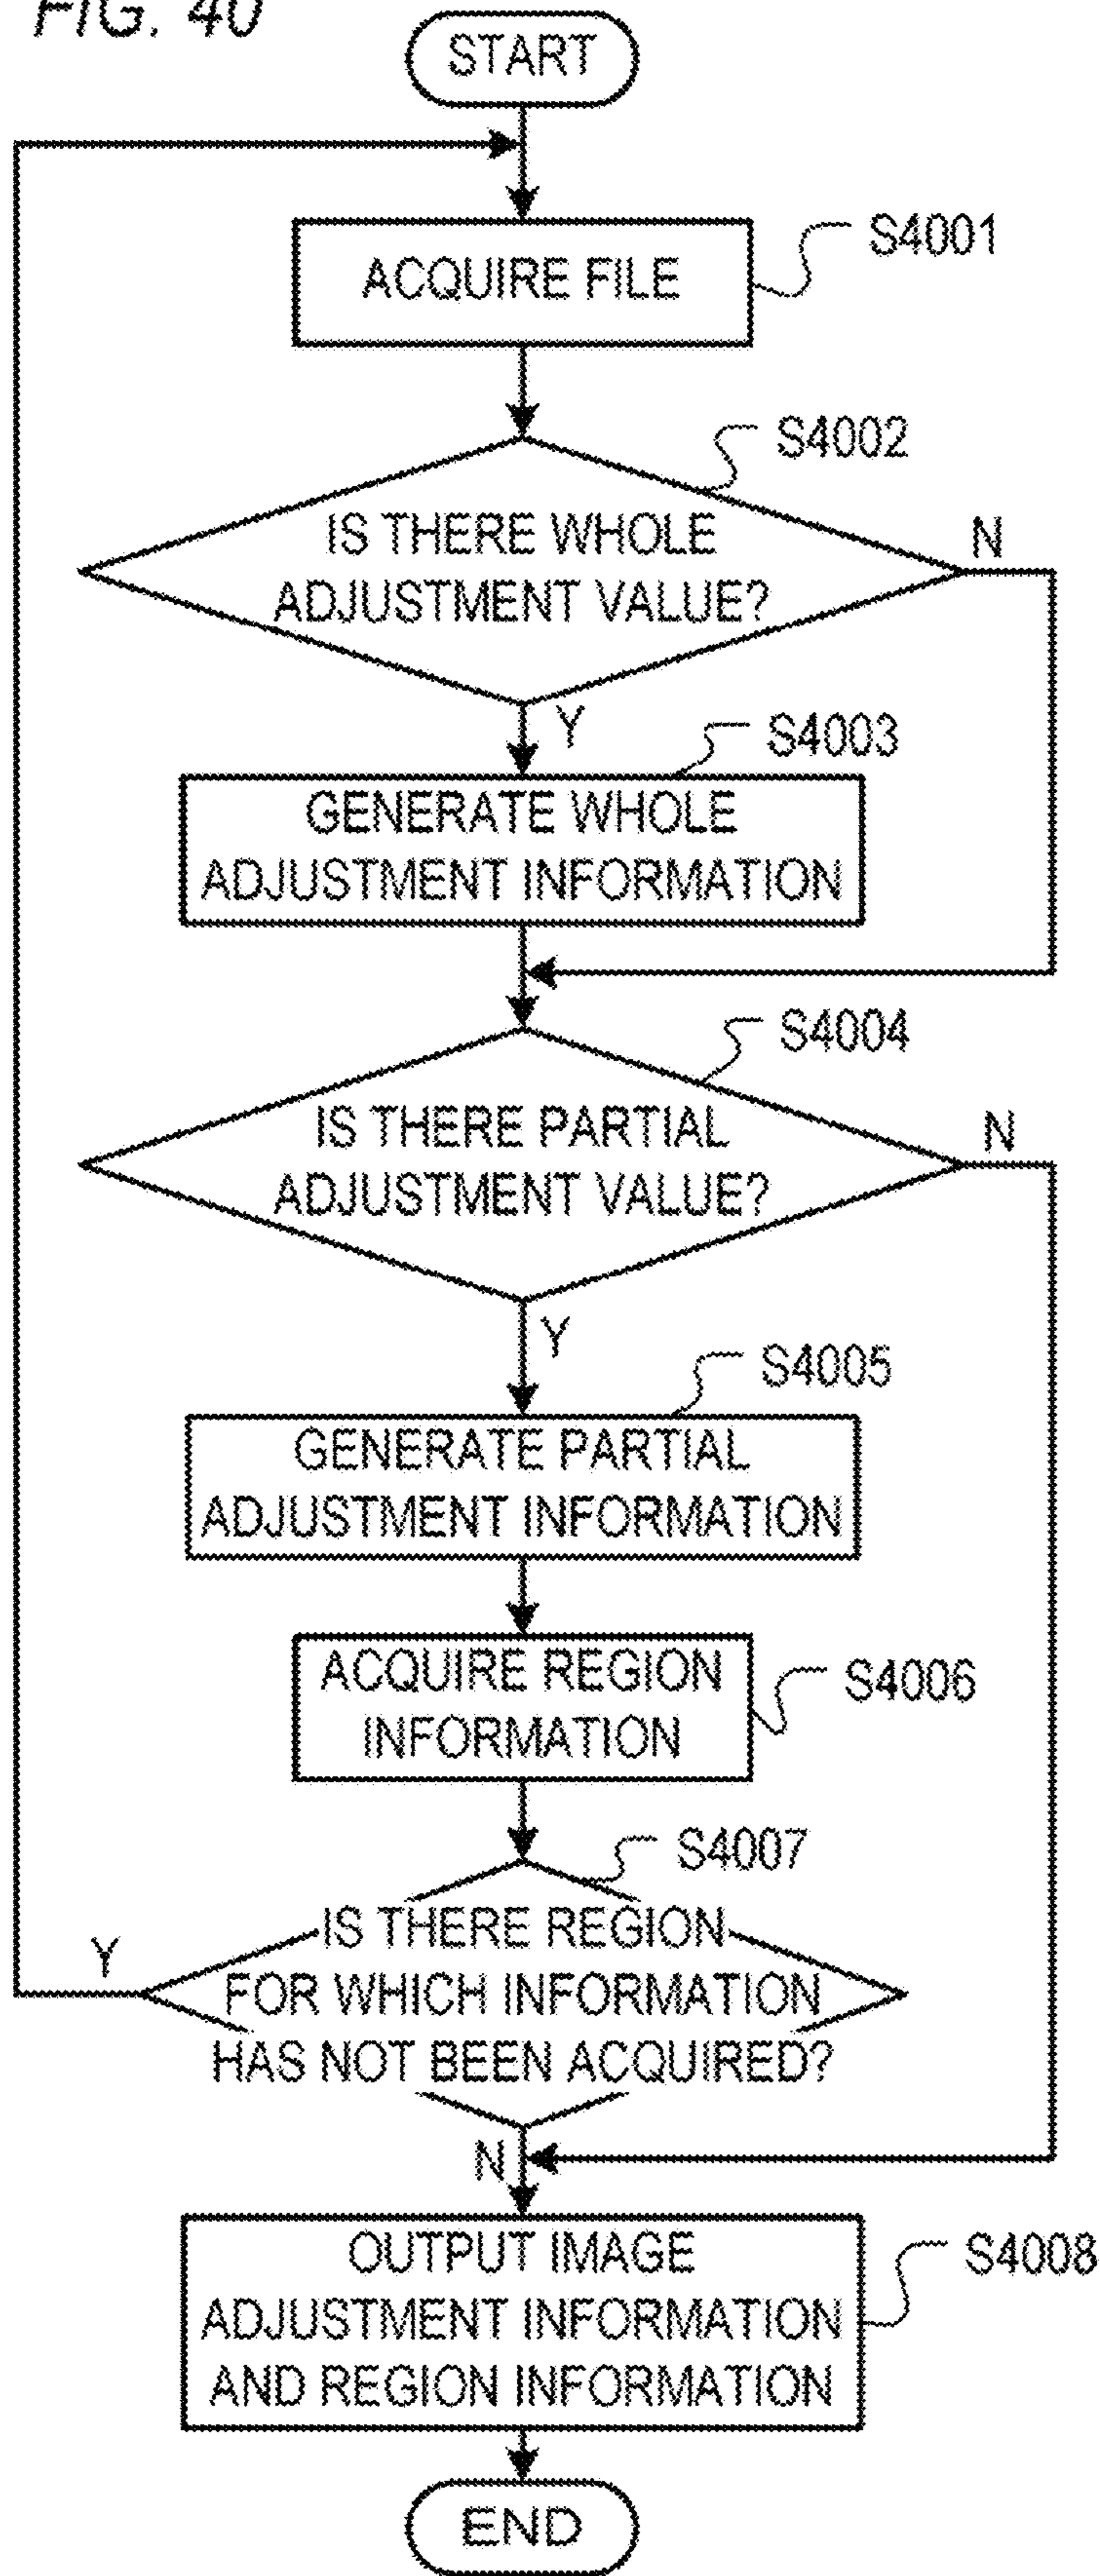 FIG. 40
START
ACQUIRE FILE
S4001
S4002
IS THERE WHOLE
ADJUSTMENT VALUE?
N
Y
S4003
GENERATE WHOLE
ADJUSTMENT INFORMATION
S4004
IS THERE PARTIAL
ADJUSTMENT VALUE?
N
Y
S4005
GENERATE PARTIAL
ADJUSTMENT INFORMATION
ACQUIRE REGION
INFORMATION
S4006
S4007
IS THERE REGION
FOR WHICH INFORMATION
HAS NOT BEEN ACQUIRED?
Y
N
OUTPUT IMAGE
ADJUSTMENT INFORMATION
AND REGION INFORMATION
S4008
END